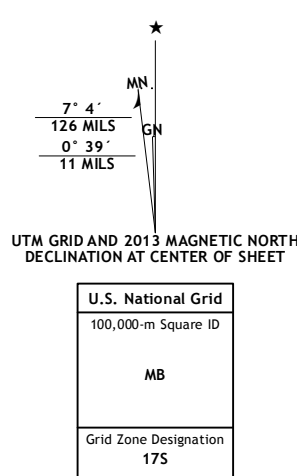 ★
MN.
7° 4´
126 MILS
GN
0° 39´
11 MILS
UTM GRID AND 2013 MAGNETIC NORTH
DECLINATION AT CENTER OF SHEET
U.S. National Grid
100,000-m Square ID
MB
Grid Zone Designation
17S